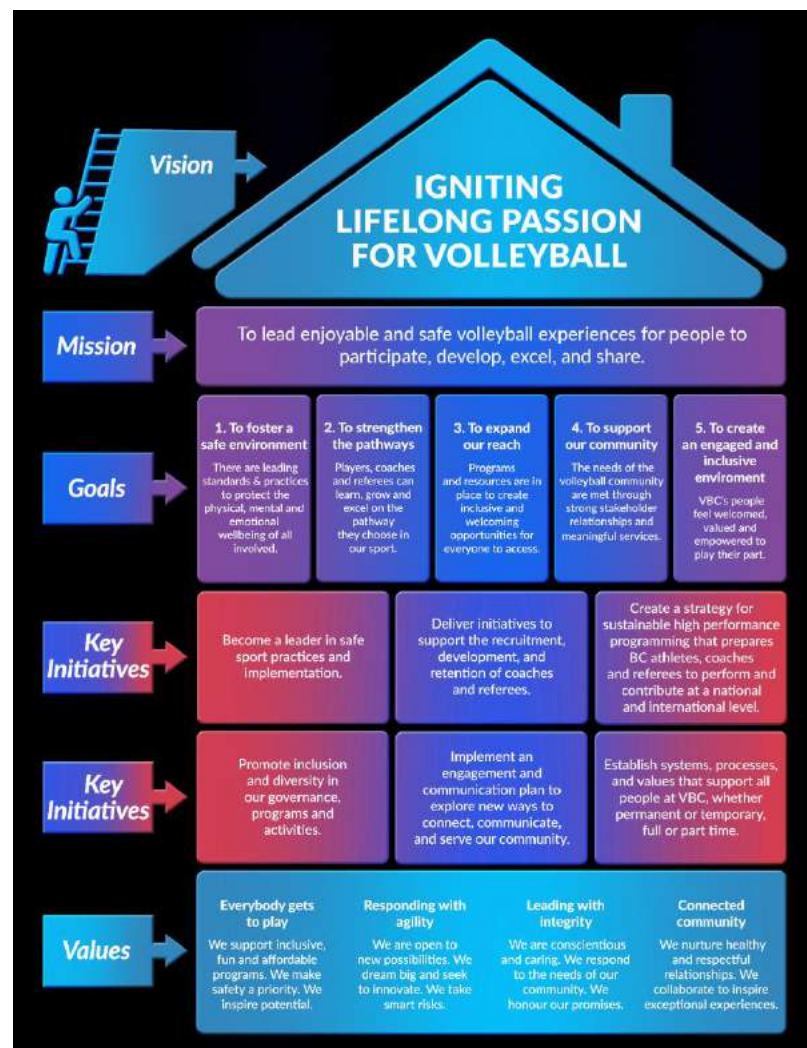 Vision
IGNITING
LIFELONG PASSION
FOR VOLLEYBALL
Mission
To lead enjoyable and safe volleyball experiences for people to
participate, develop, excel, and share.
Goals
1. To foster a
safe environment
There are leading
standards & practices
to protect the
physical, mental and
emotional
wellbeing of all
involved.
2. To strengthen
the pathways
Players, coaches
and referees can
learn, grow and
excel on the
pathway
they choose in
our sport.
3. To expand
our reach
Programs
and resources are in
place to create
inclusive and
welcoming
opportunities for
everyone to access.
4. To support
our community
The needs of the
volleyball community
are met through
strong stakeholder
relationships and
meaningful services.
5. To create
an engaged and
inclusive
enviroment
VBC's people
feel welcomed,
valued and
empowered to
play their part.
Key
Initiatives
Become a leader in safe
sport practices and
implementation.
Deliver initiatives to
support the recruitment,
development, and
retention of coaches
and referees.
Create a strategy for
sustainable high performance
programming that prepares
BC athletes, coaches
and referees to perform and
contribute at a national
and international level.
Key
Initiatives
Promote inclusion
and diversity in
our governance,
programs and
activities.
Implement an
engagement and
communication plan to
explore new ways to
connect, communicate,
and serve our community.
Establish systems, processes,
and values that support all
people at VBC, whether
permanent or temporary,
full or part time.
Values
Everybody gets
to play
We support inclusive,
fun and affordable
programs. We make
safety a priority. We
inspire potential.
Responding with
agility
We are open to
new possibilities. We
dream big and seek
to innovate. We take
smart risks.
Leading with
integrity
We are conscientious
and caring. We respond
to the needs of our
community. We
honour our promises.
Connected
community
We nurture healthy
and respectful
relationships. We
collaborate to inspire
exceptional experiences.